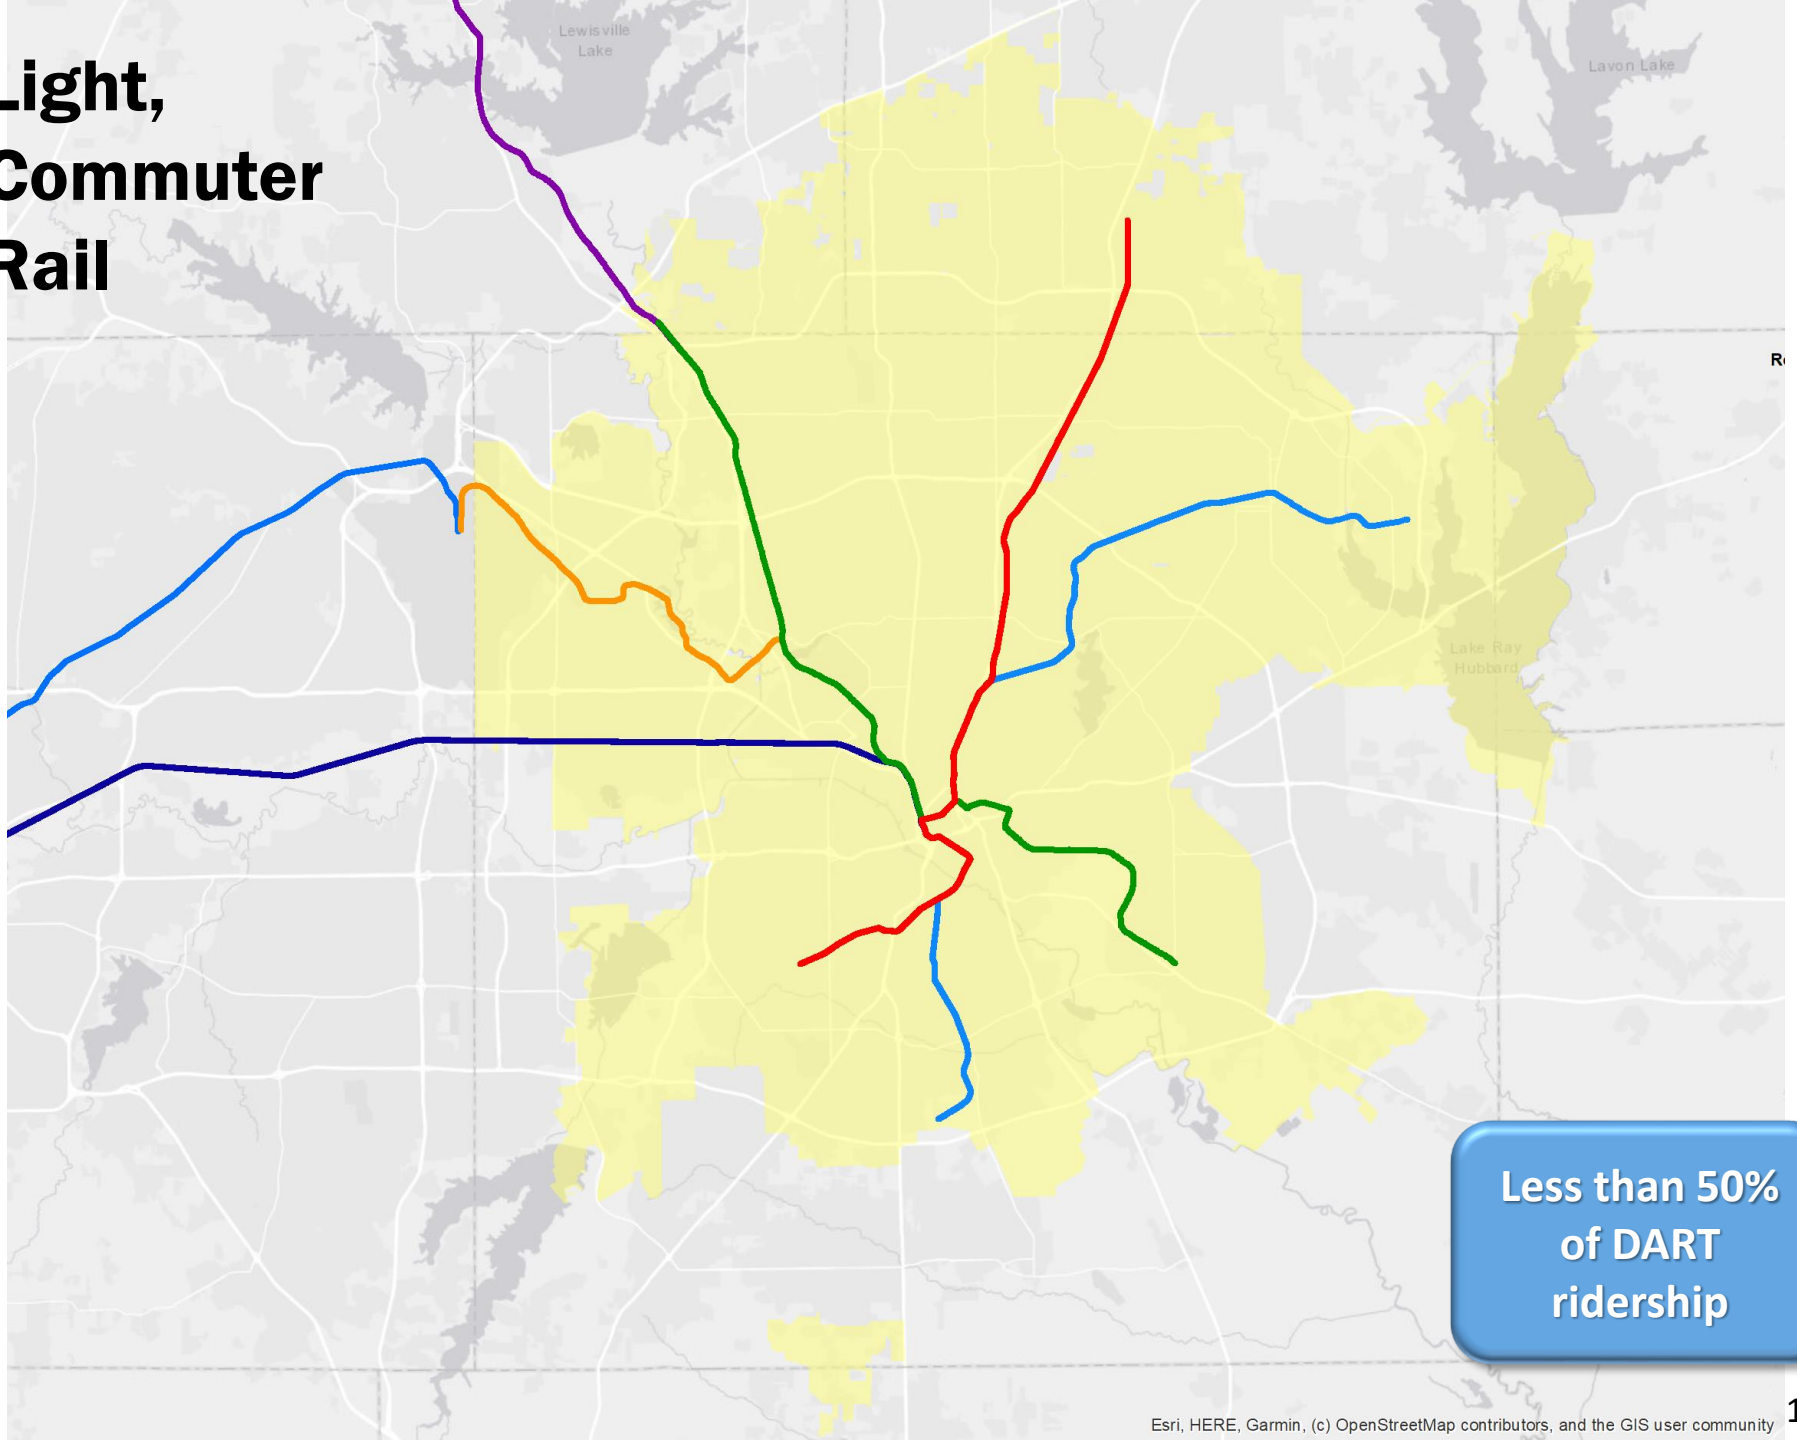 Light,
Commuter
Rail
Lewisville
Lake
Lavon Lake
Lake Ray
Hubbard
Less than 50%
of DART
ridership
Esri, HERE, Garmin, (c) OpenStreetMap contributors, and the GIS user community